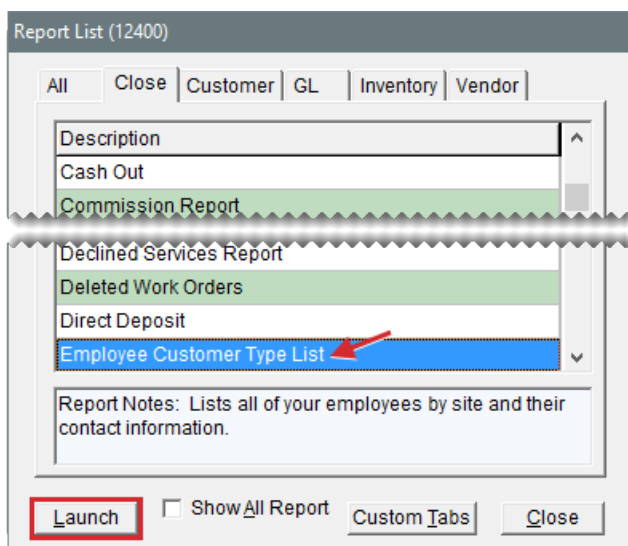 Report List (12400)
All Close Customer GL Inventory Vendor
Description
Cash Out
Commission Report
Declined Services Report
Deleted Work Orders
Direct Deposit
Employee Customer Type List
Report Notes: Lists all of your employees by site and their
contact information.
Launch Show All Report Custom Tabs Close